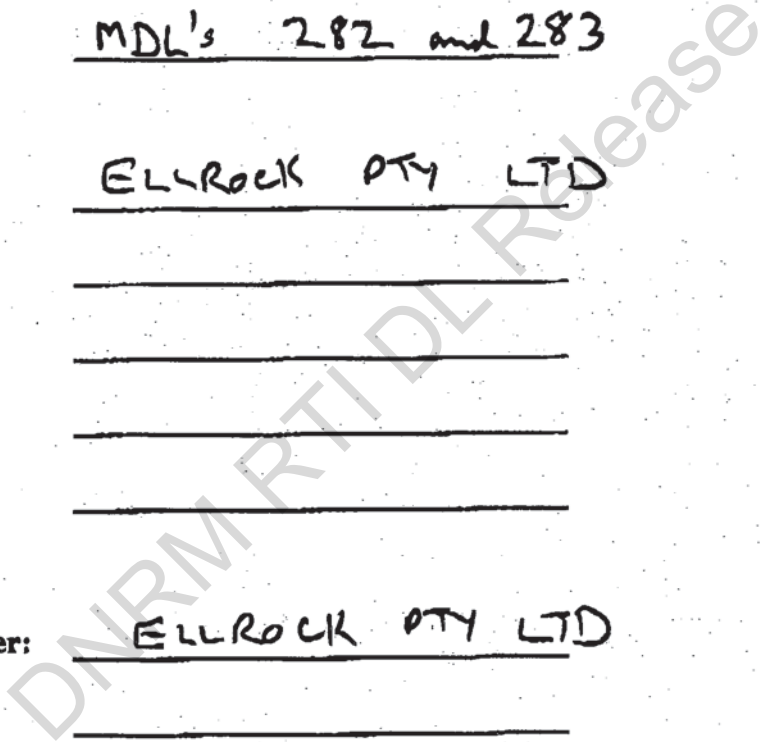 MDL's 282 and 283
ELLROCK PTY LTD
er: ELLROCK PTY LTD
DNRM RTI DL Release